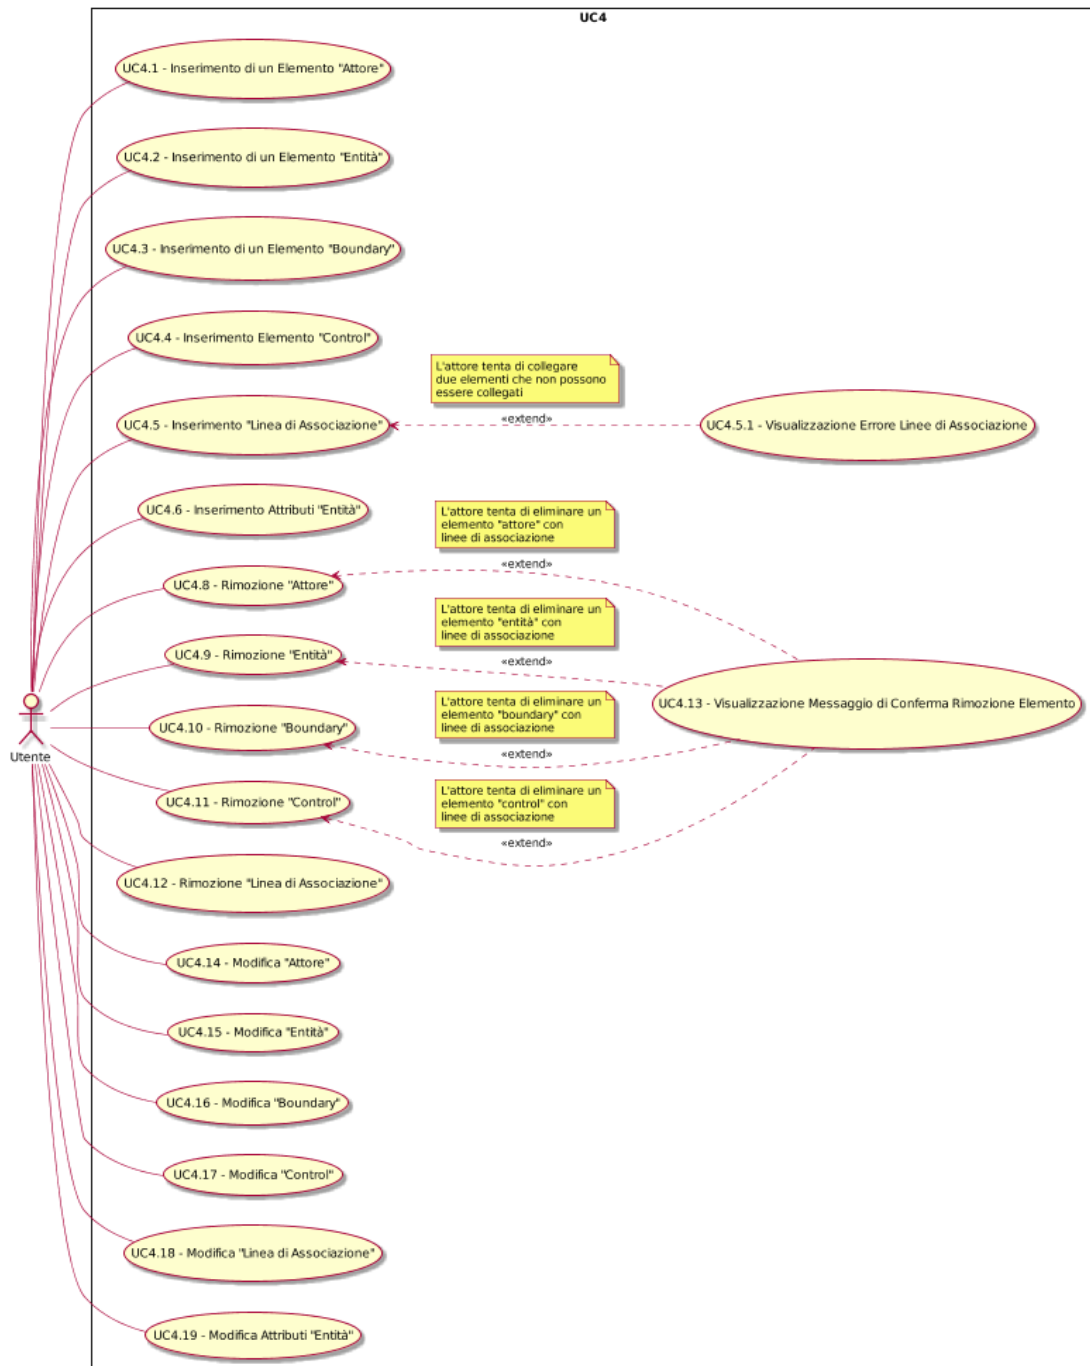 UC4
UC4.1 - Inserimento di un Elemento "Attore"
UC4.2 - Inserimento di un Elemento "Entità"
UC4.3 - Inserimento di un Elemento "Boundary"
UC4.4 - Inserimento Elemento "Control"
L'attore tenta di collegare
due elementi che non possono
essere collegati
«extend»
UC4.5 - Inserimento "Linea di Associazione"
UC4.5.1 - Visualizzazione Errore Linee di Associazione
UC4.6 - Inserimento Attributi "Entità"
L'attore tenta di eliminare un
elemento "attore" con
linee di associazione
«extend»
UC4.8 - Rimozione "Attore"
L'attore tenta di eliminare un
elemento "entità" con
linee di associazione
«extend»
UC4.9 - Rimozione "Entità"
UC4.13 - Visualizzazione Messaggio di Conferma Rimozione Elemento
L'attore tenta di eliminare un
elemento "boundary" con
linee di associazione
«extend»
UC4.10 - Rimozione "Boundary"
Utente
L'attore tenta di eliminare un
elemento "control" con
linee di associazione
«extend»
UC4.11 - Rimozione "Control"
UC4.12 - Rimozione "Linea di Associazione"
UC4.14 - Modifica "Attore"
UC4.15 - Modifica "Entità"
UC4.16 - Modifica "Boundary"
UC4.17 - Modifica "Control"
UC4.18 - Modifica "Linea di Associazione"
UC4.19 - Modifica Attributi "Entità"